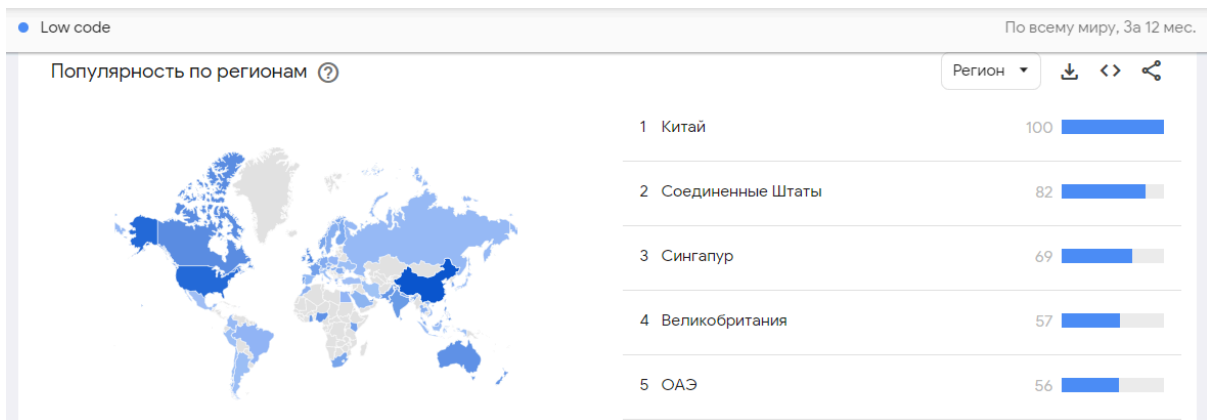 Low code
По всему миру, За 12 мес.
Популярность по регионам
Регион
1 Китай 100
2 Соединенные Штаты 82
3 Сингапур 69
4 Великобритания 57
5 ОАЭ 56